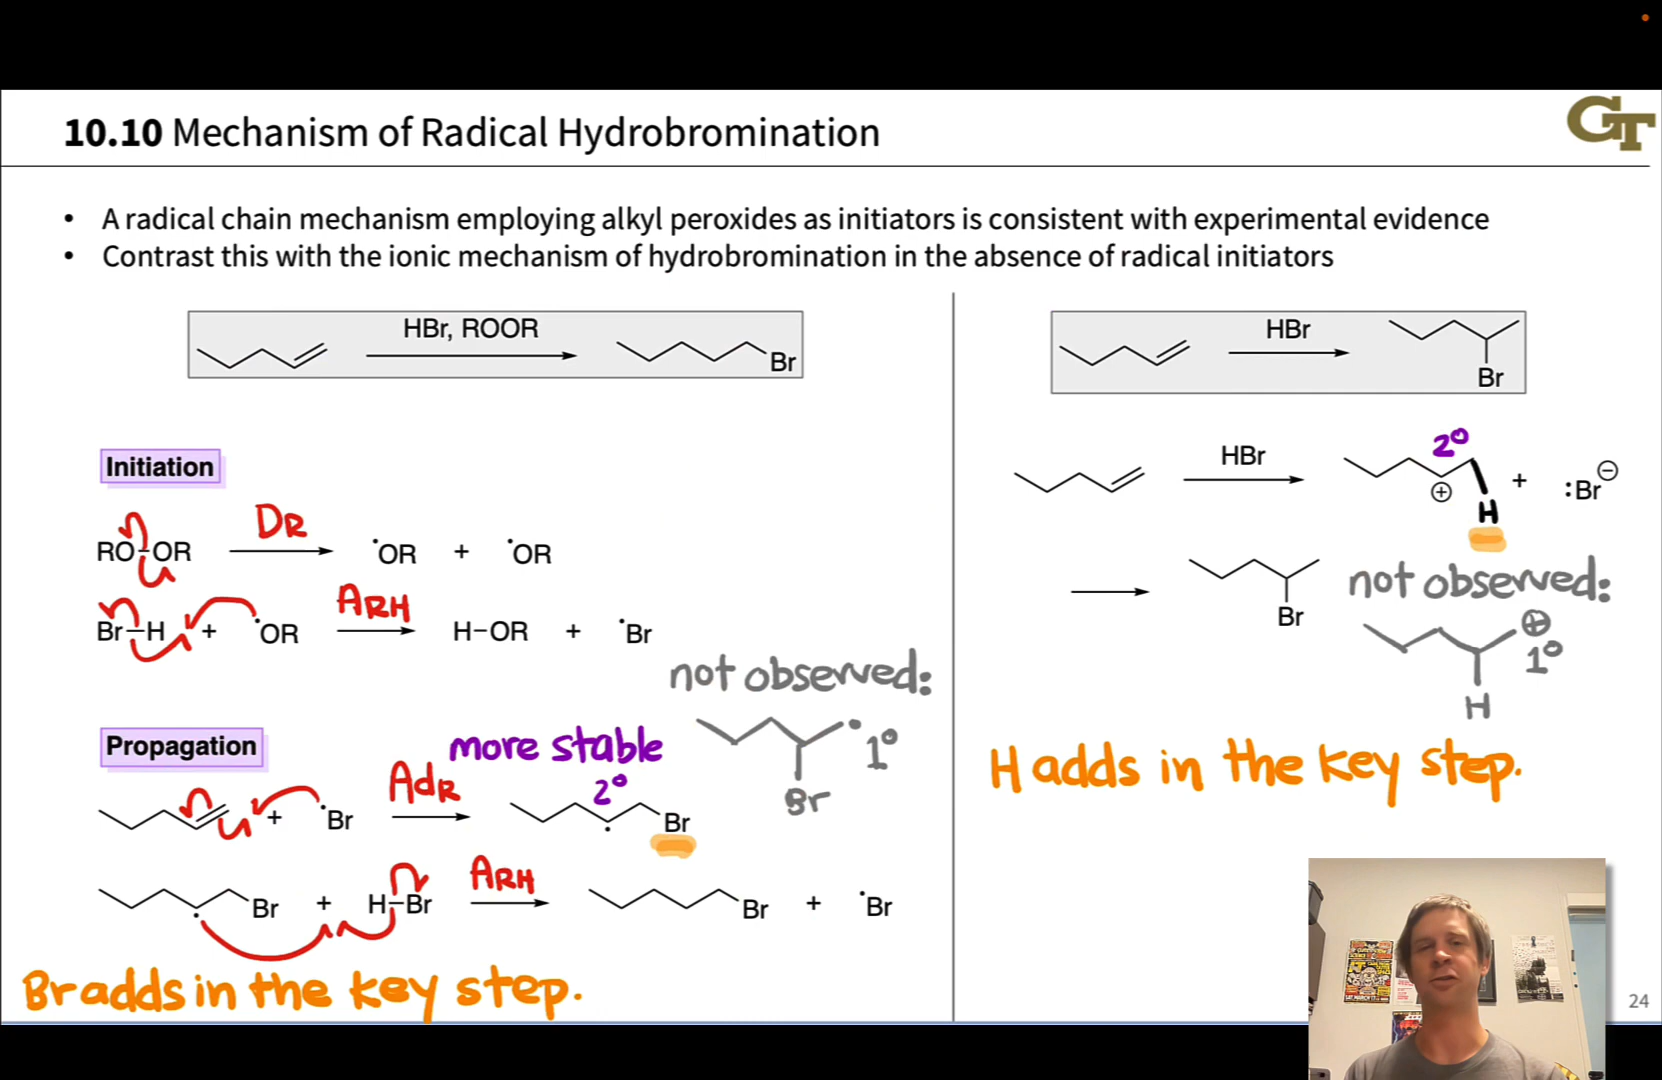 10.10 Mechanism of Radical Hydrobromination
GT
• A radical chain mechanism employing alkyl peroxides as initiators is consistent with experimental evidence
• Contrast this with the ionic mechanism of hydrobromination in the absence of radical initiators
HBr, ROOR
Br
Initiation
DR
RO-OR
•OR + •OR
ARH
Br-H + •OR
H-OR + •Br
not observed:
1°
Br
Propagation
more stable
AdR
2°
+ •Br
Br
ARH
Br + H-Br
Br + •Br
Br adds in the key step.
HBr
Br
HBr
2°
⊕
H
+ :Br⊖
Br
not observed:
⊕
1°
H
H adds in the key step.
24